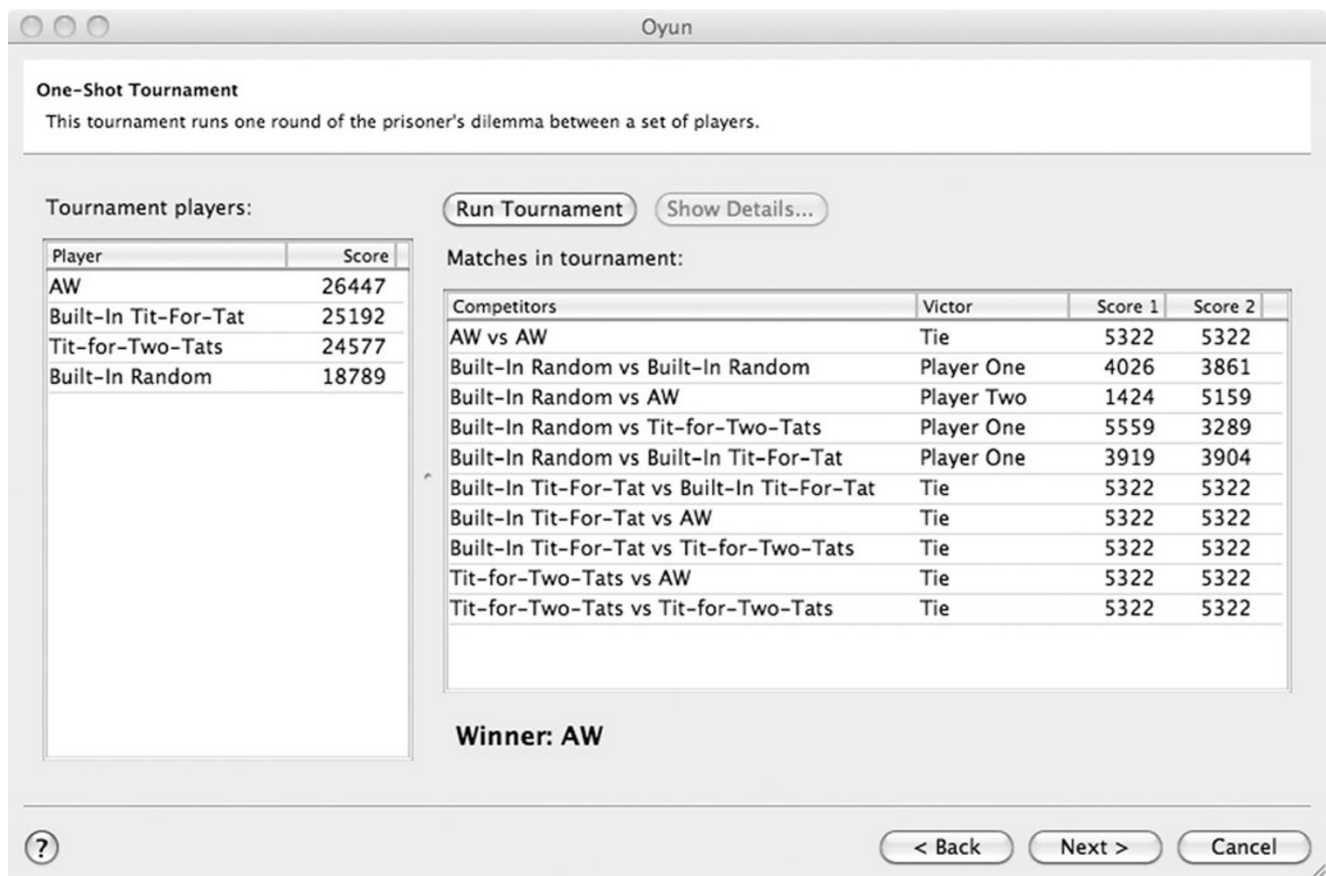 Oyun
One-Shot Tournament
This tournament runs one round of the prisoner's dilemma between a set of players.
Tournament players:
Player Score
AW 26447
Built-In Tit-For-Tat 25192
Tit-for-Two-Tats 24577
Built-In Random 18789
Run Tournament Show Details...
Matches in tournament:
Competitors Victor Score 1 Score 2
AW vs AW Tie 5322 5322
Built-In Random vs Built-In Random Player One 4026 3861
Built-In Random vs AW Player Two 1424 5159
Built-In Random vs Tit-for-Two-Tats Player One 5559 3289
Built-In Random vs Built-In Tit-For-Tat Player One 3919 3904
Built-In Tit-For-Tat vs Built-In Tit-For-Tat Tie 5322 5322
Built-In Tit-For-Tat vs AW Tie 5322 5322
Built-In Tit-For-Tat vs Tit-for-Two-Tats Tie 5322 5322
Tit-for-Two-Tats vs AW Tie 5322 5322
Tit-for-Two-Tats vs Tit-for-Two-Tats Tie 5322 5322
Winner: AW
? < Back Next > Cancel